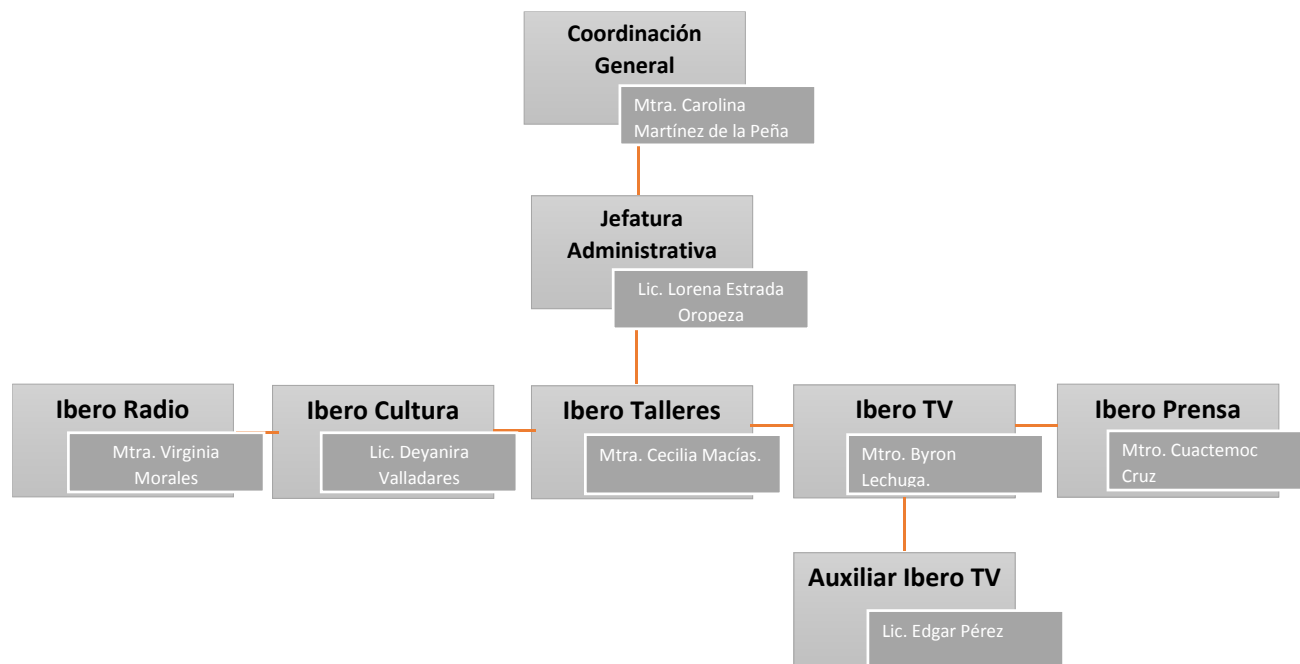 Coordinación
General
Mtra. Carolina
Martínez de la Peña
Jefatura
Administrativa
Lic. Lorena Estrada
Oropeza
Ibero Radio
Mtra. Virginia
Morales
Ibero Cultura
Lic. Deyanira
Valladares
Ibero Talleres
Mtra. Cecilia Macías.
Ibero TV
Mtro. Byron
Lechuga.
Ibero Prensa
Mtro. Cuactemoc
Cruz
Auxiliar Ibero TV
Lic. Edgar Pérez